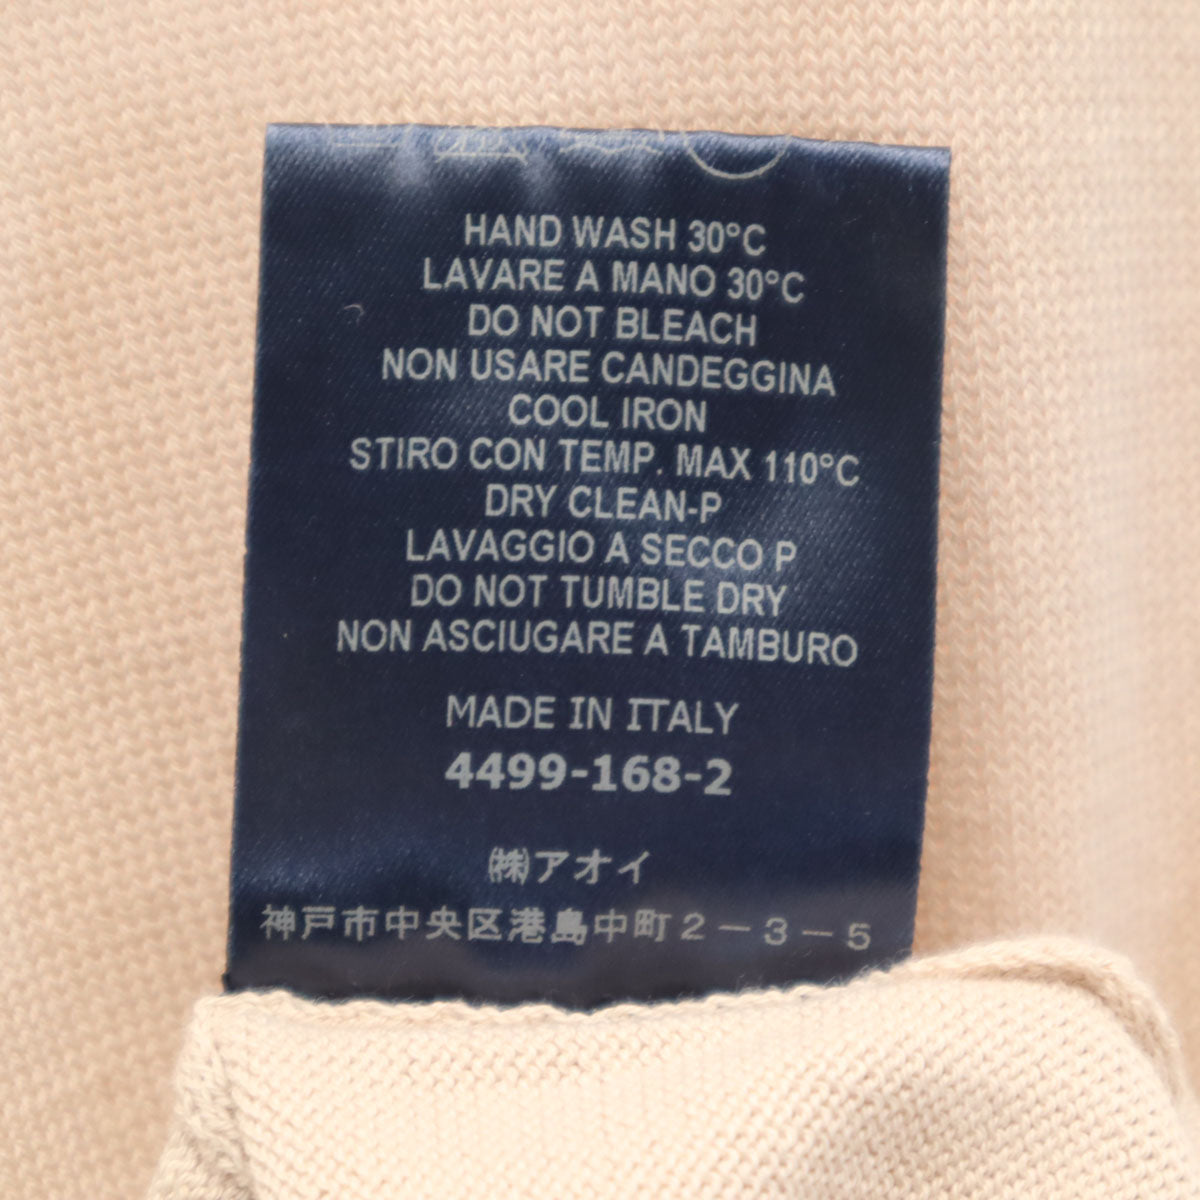 HAND WASH 30°C
LAVARE A MANO 30°C
DO NOT BLEACH
NON USARE CANDEGGINA
COOL IRON
STIRO CON TEMP. MAX 110°C
DRY CLEAN-P
LAVAGGIO A SECCO P
DO NOT TUMBLE DRY
NON ASCIUGARE A TAMBURO
MADE IN ITALY
4499-168-2
㈱アオイ
神戸市中央区港島中町2-3-5